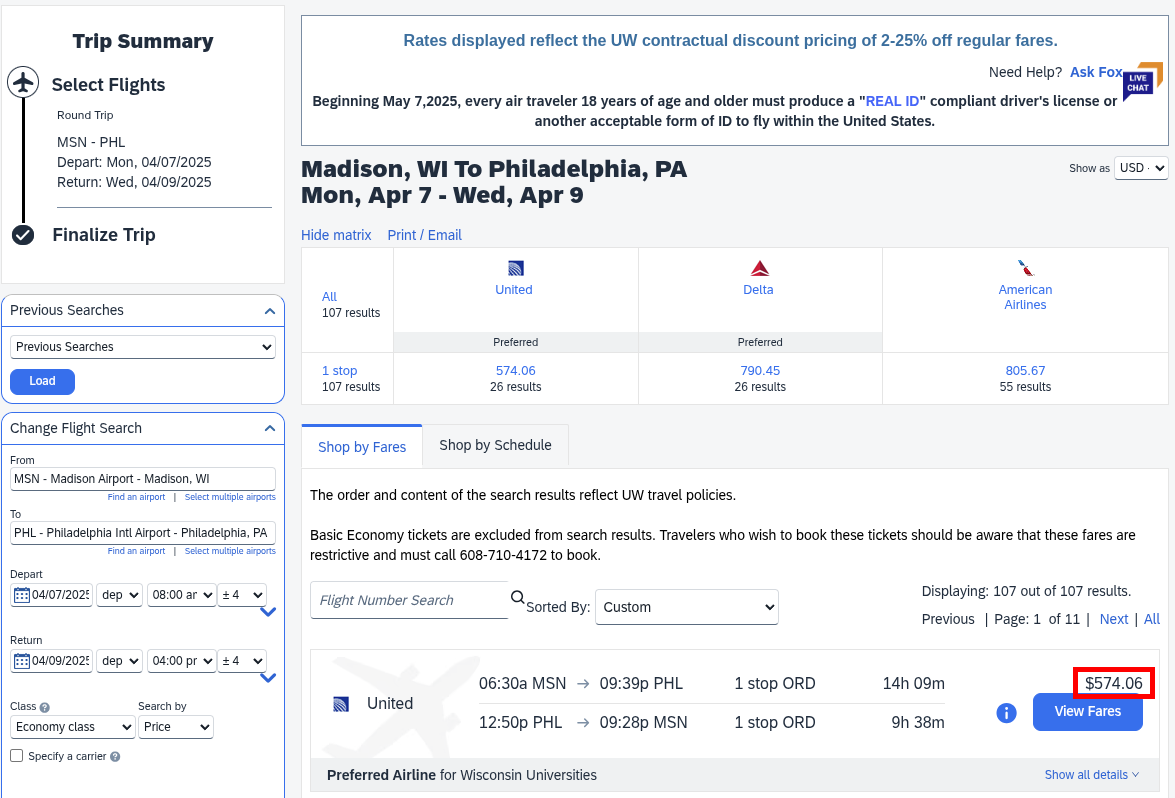 Trip Summary
Select Flights
Round Trip
MSN - PHL
Depart: Mon, 04/07/2025
Return: Wed, 04/09/2025
Finalize Trip
Previous Searches
Previous Searches
Load
Change Flight Search
From
MSN - Madison Airport - Madison, WI
Find an airport | Select multiple airports
To
PHL - Philadelphia Intl Airport - Philadelphia, PA
Find an airport | Select multiple airports
Depart
04/07/2025 dep 08:00 ± 4
Return
04/09/2025 dep 04:00 ± 4
Class ? Search by
Economy class Price
Specify a carrier ?
Rates displayed reflect the UW contractual discount pricing of 2-25% off regular fares.
Need Help? Ask Fox
LIVE
CHAT
Beginning May 7,2025, every air traveler 18 years of age and older must produce a "REAL ID" compliant driver's license or
another acceptable form of ID to fly within the United States.
Madison, WI To Philadelphia, PA
Mon, Apr 7 - Wed, Apr 9
Show as USD
Hide matrix Print / Email
All
107 results
United
Preferred
Delta
Preferred
American
Airlines
1 stop
107 results
574.06
26 results
790.45
26 results
805.67
55 results
Shop by Fares Shop by Schedule
The order and content of the search results reflect UW travel policies.
Basic Economy tickets are excluded from search results. Travelers who wish to book these tickets should be aware that these fares are
restrictive and must call 608-710-4172 to book.
Flight Number Search
Sorted By: Custom
Displaying: 107 out of 107 results.
Previous | Page: 1 of 11 | Next | All
United
06:30a MSN → 09:39p PHL 1 stop ORD 14h 09m
12:50p PHL → 09:28p MSN 1 stop ORD 9h 38m
$574.06
View Fares
Preferred Airline for Wisconsin Universities
Show all details